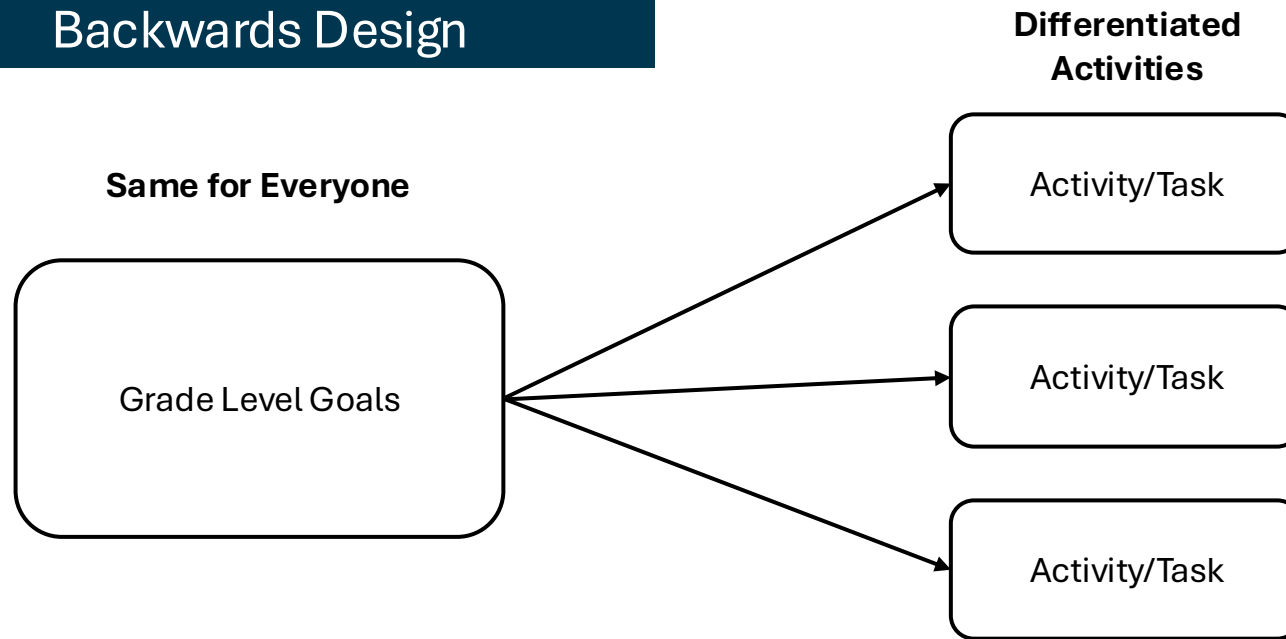 Backwards Design
Differentiated
Activities
Same for Everyone
Activity/Task
Grade Level Goals
Activity/Task
Activity/Task